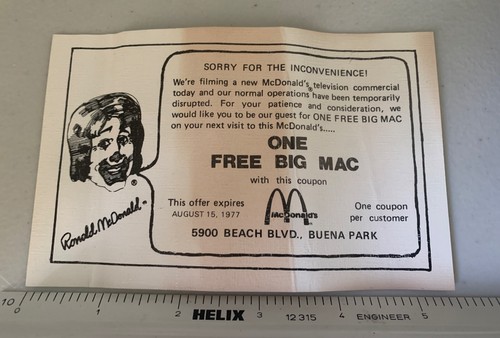 SORRY FOR THE INCONVENIENCE!
We're filming a new McDonald's® television commercial
today and our normal operations have been temporarily
disrupted. For your patience and consideration, we
would like you to be our guest for ONE FREE BIG MAC
on your next visit to this McDonald's.....
ONE
FREE BIG MAC
with this coupon
This offer expires
AUGUST 15, 1977
McDonald's
One coupon
per customer
5900 BEACH BLVD., BUENA PARK
®
Ronald McDonald
10 0 1 2 HELIX 3 12315 4 ENGINEER 5